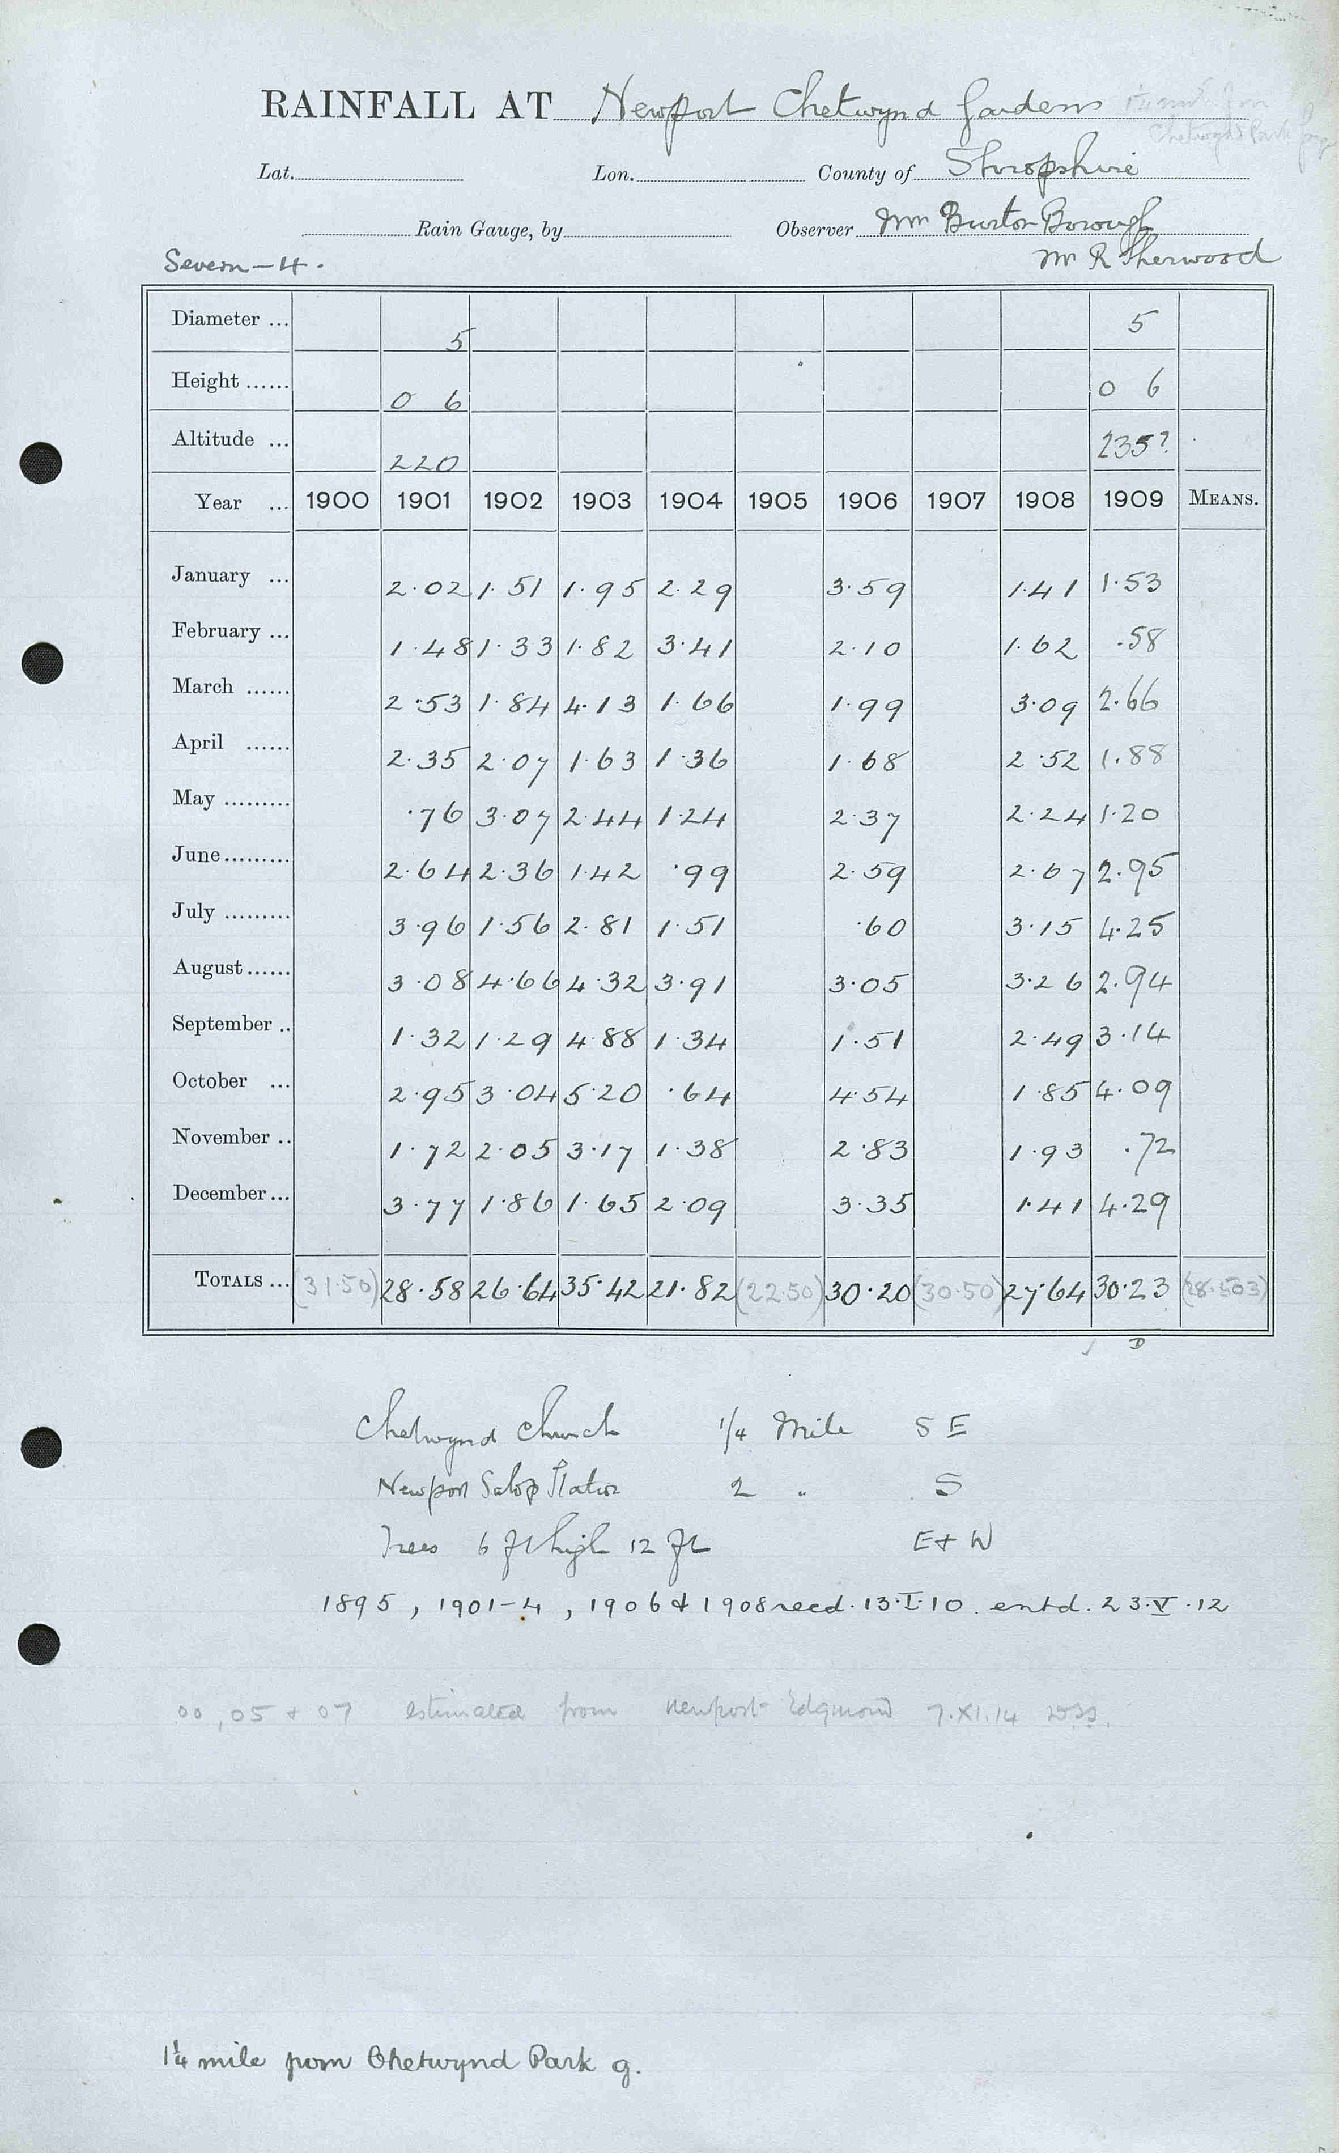 RAINFALL AT Newport Chetwynd Gardens 1¼ mile from
Chetwynd Park
Lat. Lon. County of Shropshire
Rain Gauge, by Observer Burton Borough
Severn - 4. Mr R Sherwood
Diameter ... 5 5
Height ...... 0 6 0 6
Altitude ... 220 235?
Year ... 1900 1901 1902 1903 1904 1905 1906 1907 1908 1909 MEANS.
January ... 2.02 1.51 1.95 2.29 3.59 1.41 1.53
February ... 1.48 1.33 1.82 3.41 2.10 1.62 .58
March ...... 2.53 1.84 4.13 1.66 1.99 3.09 2.66
April ...... 2.35 2.07 1.63 1.36 1.68 2.52 1.88
May ......... .76 3.07 2.44 1.24 2.37 2.24 1.20
June......... 2.64 2.36 1.42 .99 2.59 2.67 2.95
July ......... 3.96 1.56 2.81 1.51 .60 3.15 4.25
August...... 3.08 4.66 4.32 3.91 3.05 3.26 2.94
September .. 1.32 1.29 4.88 1.34 1.51 2.49 3.14
October ... 2.95 3.04 5.20 .64 4.54 1.85 4.09
November .. 1.72 2.05 3.17 1.38 2.83 1.93 .72
December... 3.77 1.86 1.65 2.09 3.35 1.41 4.29
TOTALS ... (31.50) 28.58 26.64 35.42 21.82 (22.50) 30.20 (30.50) 27.64 30.23 (28.503)
D
Chetwynd Church 1/4 Mile S E
Newport Salop Station 2 " S
Trees 6 ft high 12 ft E + W
1895, 1901-4, 1906 & 1908 recd. 13.I.10. entd. 23.V.12
00, 05 + 07 estimated from Newport Edgmond 7.XI.14
1¼ mile from Chetwynd Park g.